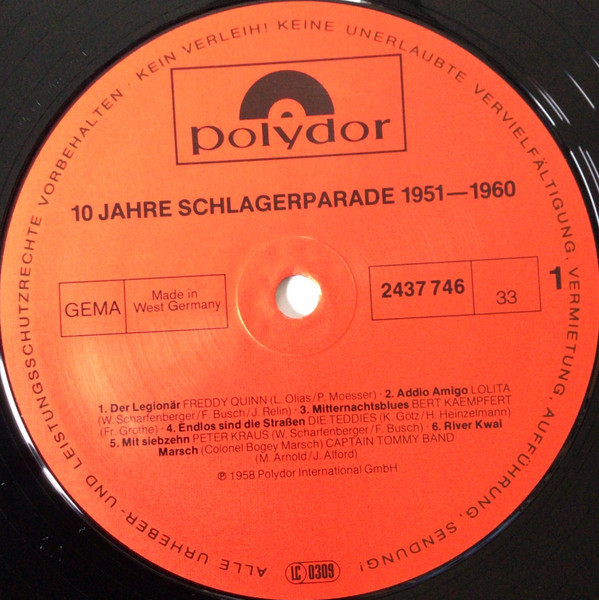 polydor
10 JAHRE SCHLAGERPARADE 1951—1960
GEMA
Made in
West Germany
2437 746
33
1
1. Der Legionär FREDDY QUINN (L. Olias/P. Moesser) · 2. Addio Amigo LOLITA
(W. Scharfenberger/F. Busch/J. Relin) · 3. Mitternachtsblues BERT KAEMPFERT
(Fr. Grothe) · 4. Endlos sind die Straßen DIE TEDDIES (K. Götz/H. Heinzelmann)
5. Mit siebzehn PETER KRAUS (W. Scharfenberger/F. Busch) · 6. River Kwai
Marsch (Colonel Bogey Marsch) CAPTAIN TOMMY BAND
(M. Arnold/J. Alford)
℗ 1958 Polydor International GmbH
ALLE URHEBER- UND LEISTUNGSSCHUTZRECHTE VORBEHALTEN · KEIN VERLEIH! KEINE UNERLAUBTE VERVIELFÄLTIGUNG, VERMIETUNG, AUFFÜHRUNG, SENDUNG!
LC 0309